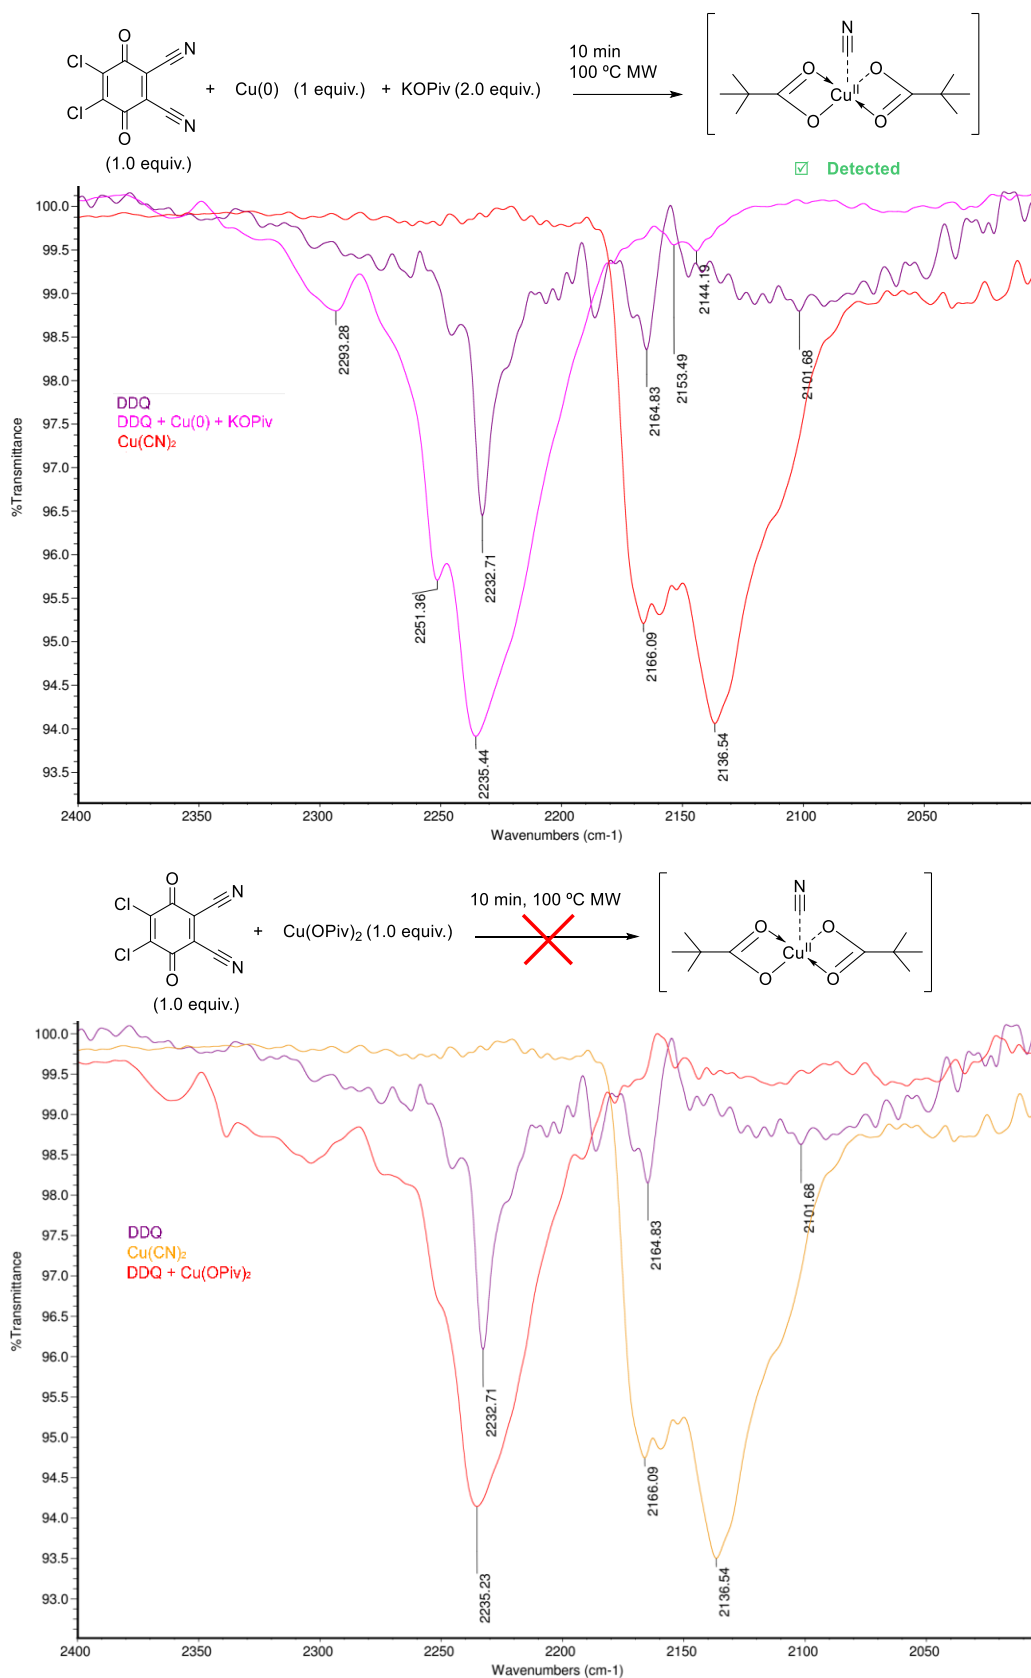 O
Cl
N
Cl
N
O
(1.0 equiv.)
+ Cu(0) (1 equiv.) + KOPiv (2.0 equiv.)
10 min
100 ºC MW
N
C
O O
CuII
O O
☑ Detected
100.0
99.5
99.0
98.5
98.0
97.5
97.0
96.5
96.0
95.5
95.0
94.5
94.0
93.5
%Transmittance
DDQ
DDQ + Cu(0) + KOPiv
Cu(CN)₂
2293.28
2251.36
2235.44
2232.71
2166.09
2164.83
2153.49
2144.19
2136.54
2101.68
2400 2350 2300 2250 2200 2150 2100 2050
Wavenumbers (cm-1)
O
Cl
N
Cl
N
O
(1.0 equiv.)
+ Cu(OPiv)₂ (1.0 equiv.)
10 min, 100 ºC MW
N
C
O O
CuII
O O
100.0
99.5
99.0
98.5
98.0
97.5
97.0
96.5
96.0
95.5
95.0
94.5
94.0
93.5
93.0
%Transmittance
DDQ
Cu(CN)₂
DDQ + Cu(OPiv)₂
2235.23
2232.71
2166.09
2164.83
2136.54
2101.68
2400 2350 2300 2250 2200 2150 2100 2050
Wavenumbers (cm-1)